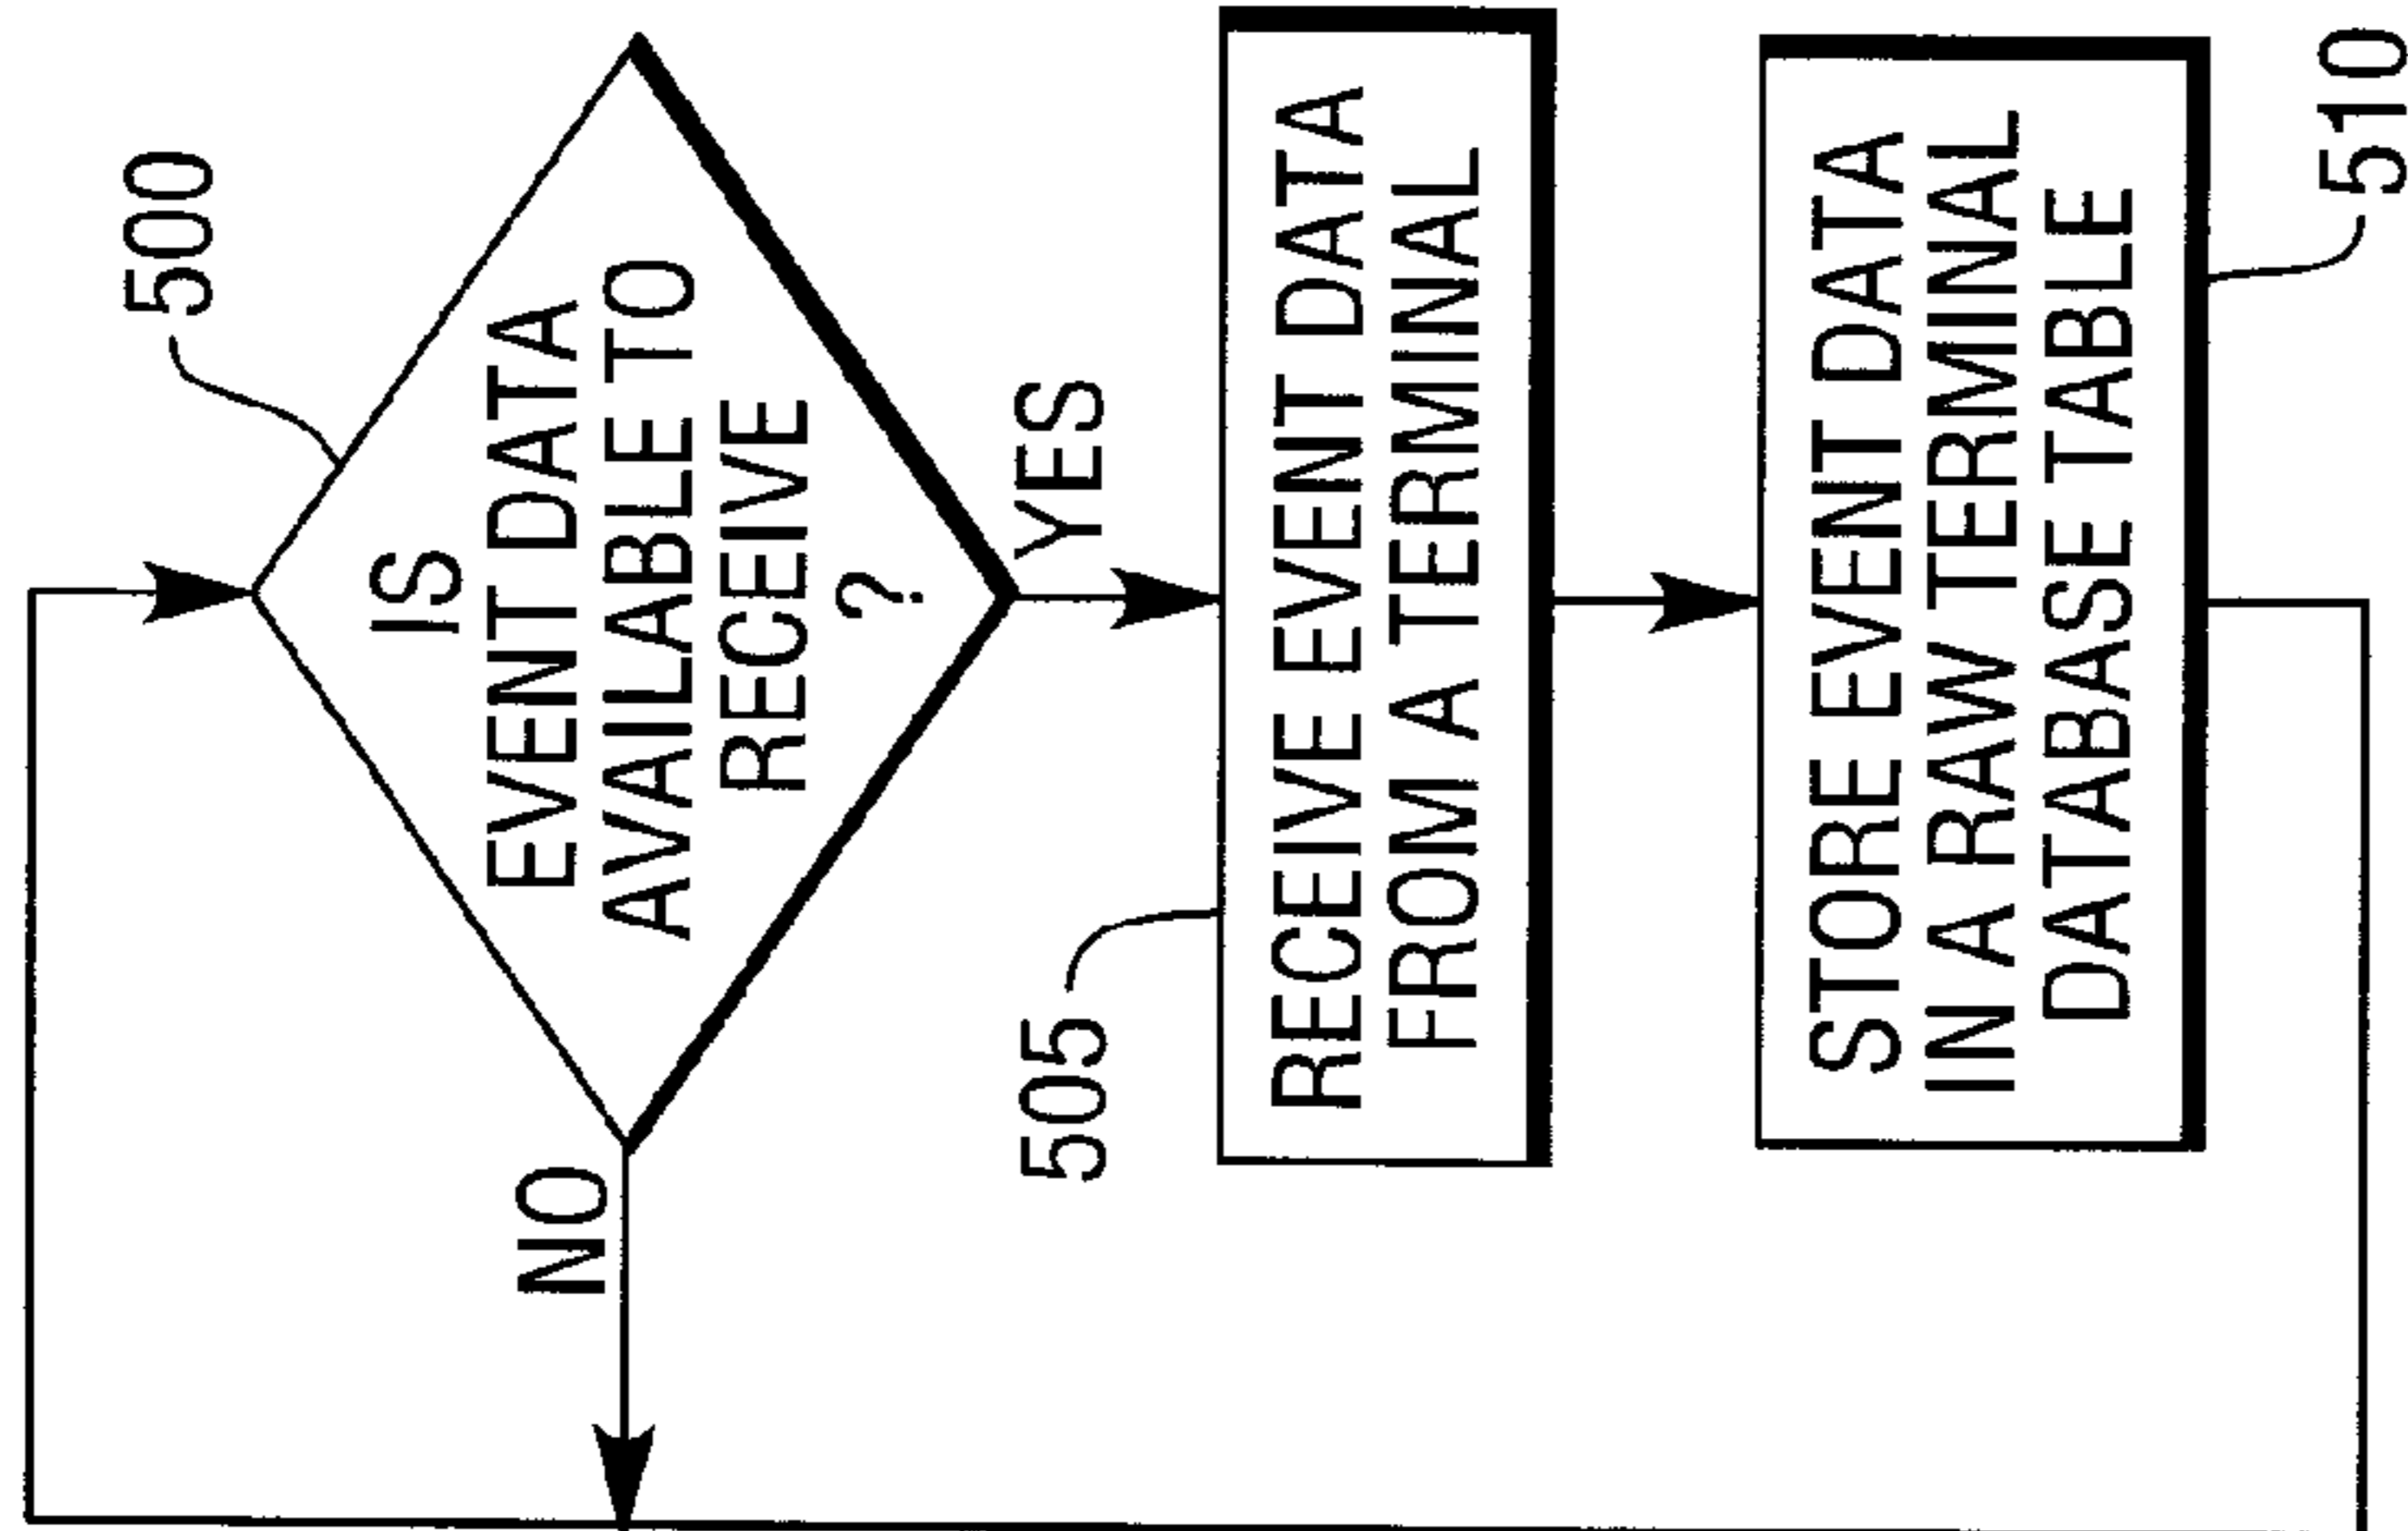 500
IS
EVENT DATA
AVAILABLE TO
RECEIVE
?
NO
YES
505
RECEIVE EVENT DATA
FROM A TERMINAL
STORE EVENT DATA
IN A RAW TERMINAL
DATABASE TABLE
510